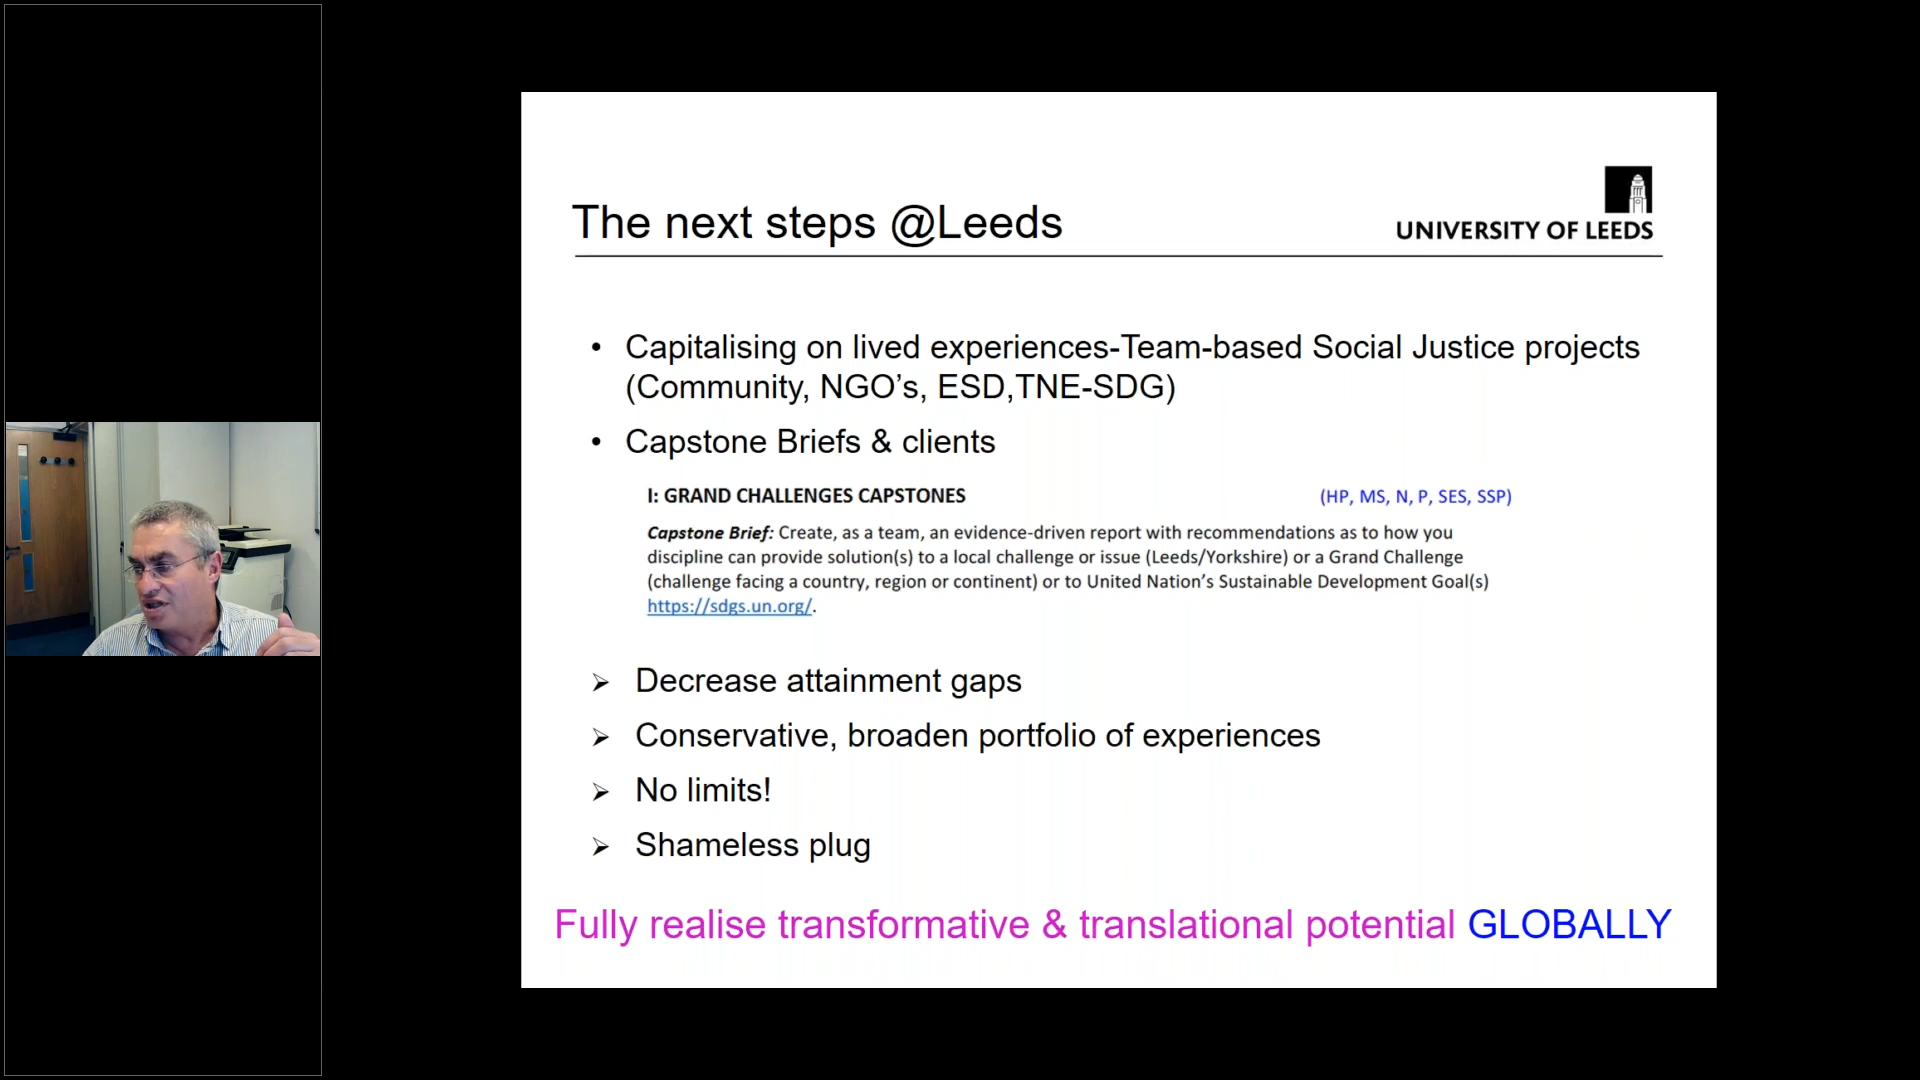 The next steps @Leeds
UNIVERSITY OF LEEDS
• Capitalising on lived experiences-Team-based Social Justice projects
(Community, NGO’s, ESD,TNE-SDG)
• Capstone Briefs & clients
I: GRAND CHALLENGES CAPSTONES (HP, MS, N, P, SES, SSP)
Capstone Brief: Create, as a team, an evidence-driven report with recommendations as to how you
discipline can provide solution(s) to a local challenge or issue (Leeds/Yorkshire) or a Grand Challenge
(challenge facing a country, region or continent) or to United Nation’s Sustainable Development Goal(s)
https://sdgs.un.org/.
➢ Decrease attainment gaps
➢ Conservative, broaden portfolio of experiences
➢ No limits!
➢ Shameless plug
Fully realise transformative & translational potential GLOBALLY